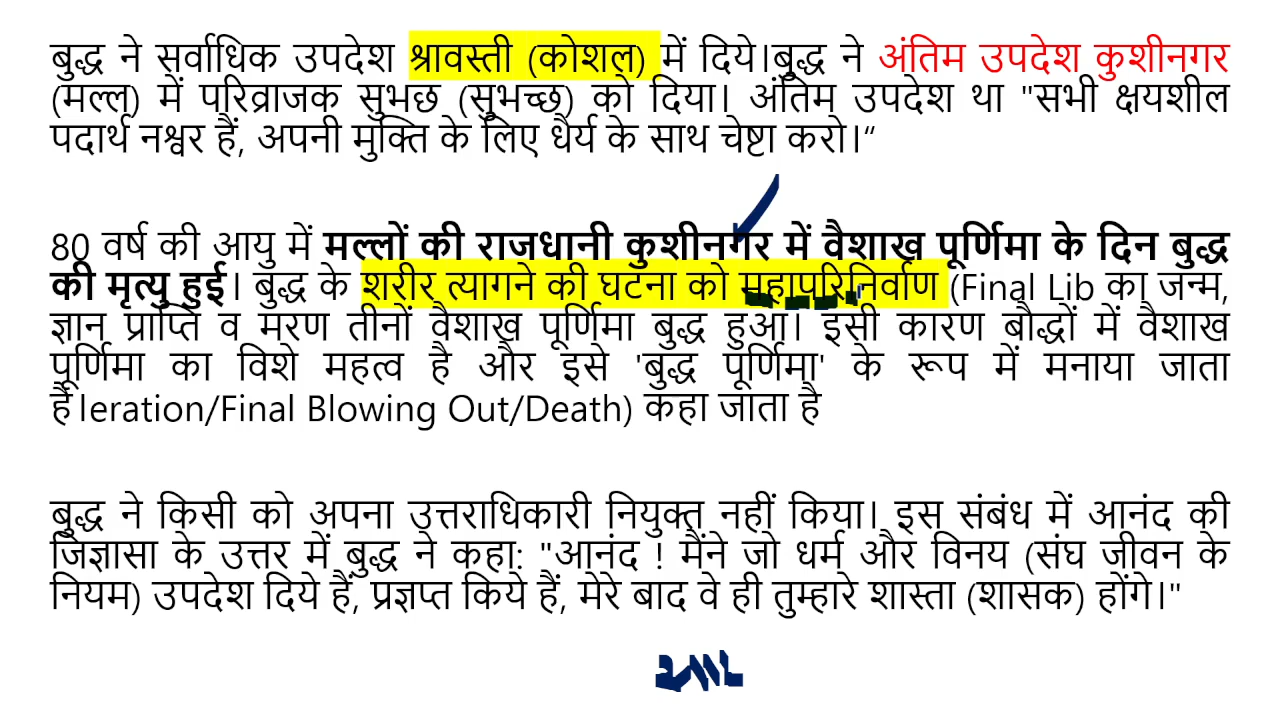 बुद्ध ने सर्वाधिक उपदेश श्रावस्ती (कोशल) में दिये।बुद्ध ने अंतिम उपदेश कुशीनगर
(मल्ल) में परिव्राजक सुभछ (सुभच्छ) को दिया। अंतिम उपदेश था "सभी क्षयशील
पदार्थ नश्वर हैं, अपनी मुक्ति के लिए धैर्य के साथ चेष्टा करो।“
80 वर्ष की आयु में मल्लों की राजधानी कुशीनगर में वैशाख पूर्णिमा के दिन बुद्ध
की मृत्यु हुई। बुद्ध के शरीर त्यागने की घटना को महापरिनिर्वाण (Final Lib का जन्म,
ज्ञान प्राप्ति व मरण तीनों वैशाख पूर्णिमा बुद्ध हुआ। इसी कारण बौद्धों में वैशाख
पूर्णिमा का विशे महत्व है और इसे 'बुद्ध पूर्णिमा' के रूप में मनाया जाता
हैleration/Final Blowing Out/Death) कहा जाता है
बुद्ध ने किसी को अपना उत्तराधिकारी नियुक्त नहीं किया। इस संबंध में आनंद की
जिज्ञासा के उत्तर में बुद्ध ने कहा: "आनंद ! मैंने जो धर्म और विनय (संघ जीवन के
नियम) उपदेश दिये हैं, प्रज्ञप्त किये हैं, मेरे बाद वे ही तुम्हारे शास्ता (शासक) होंगे।"